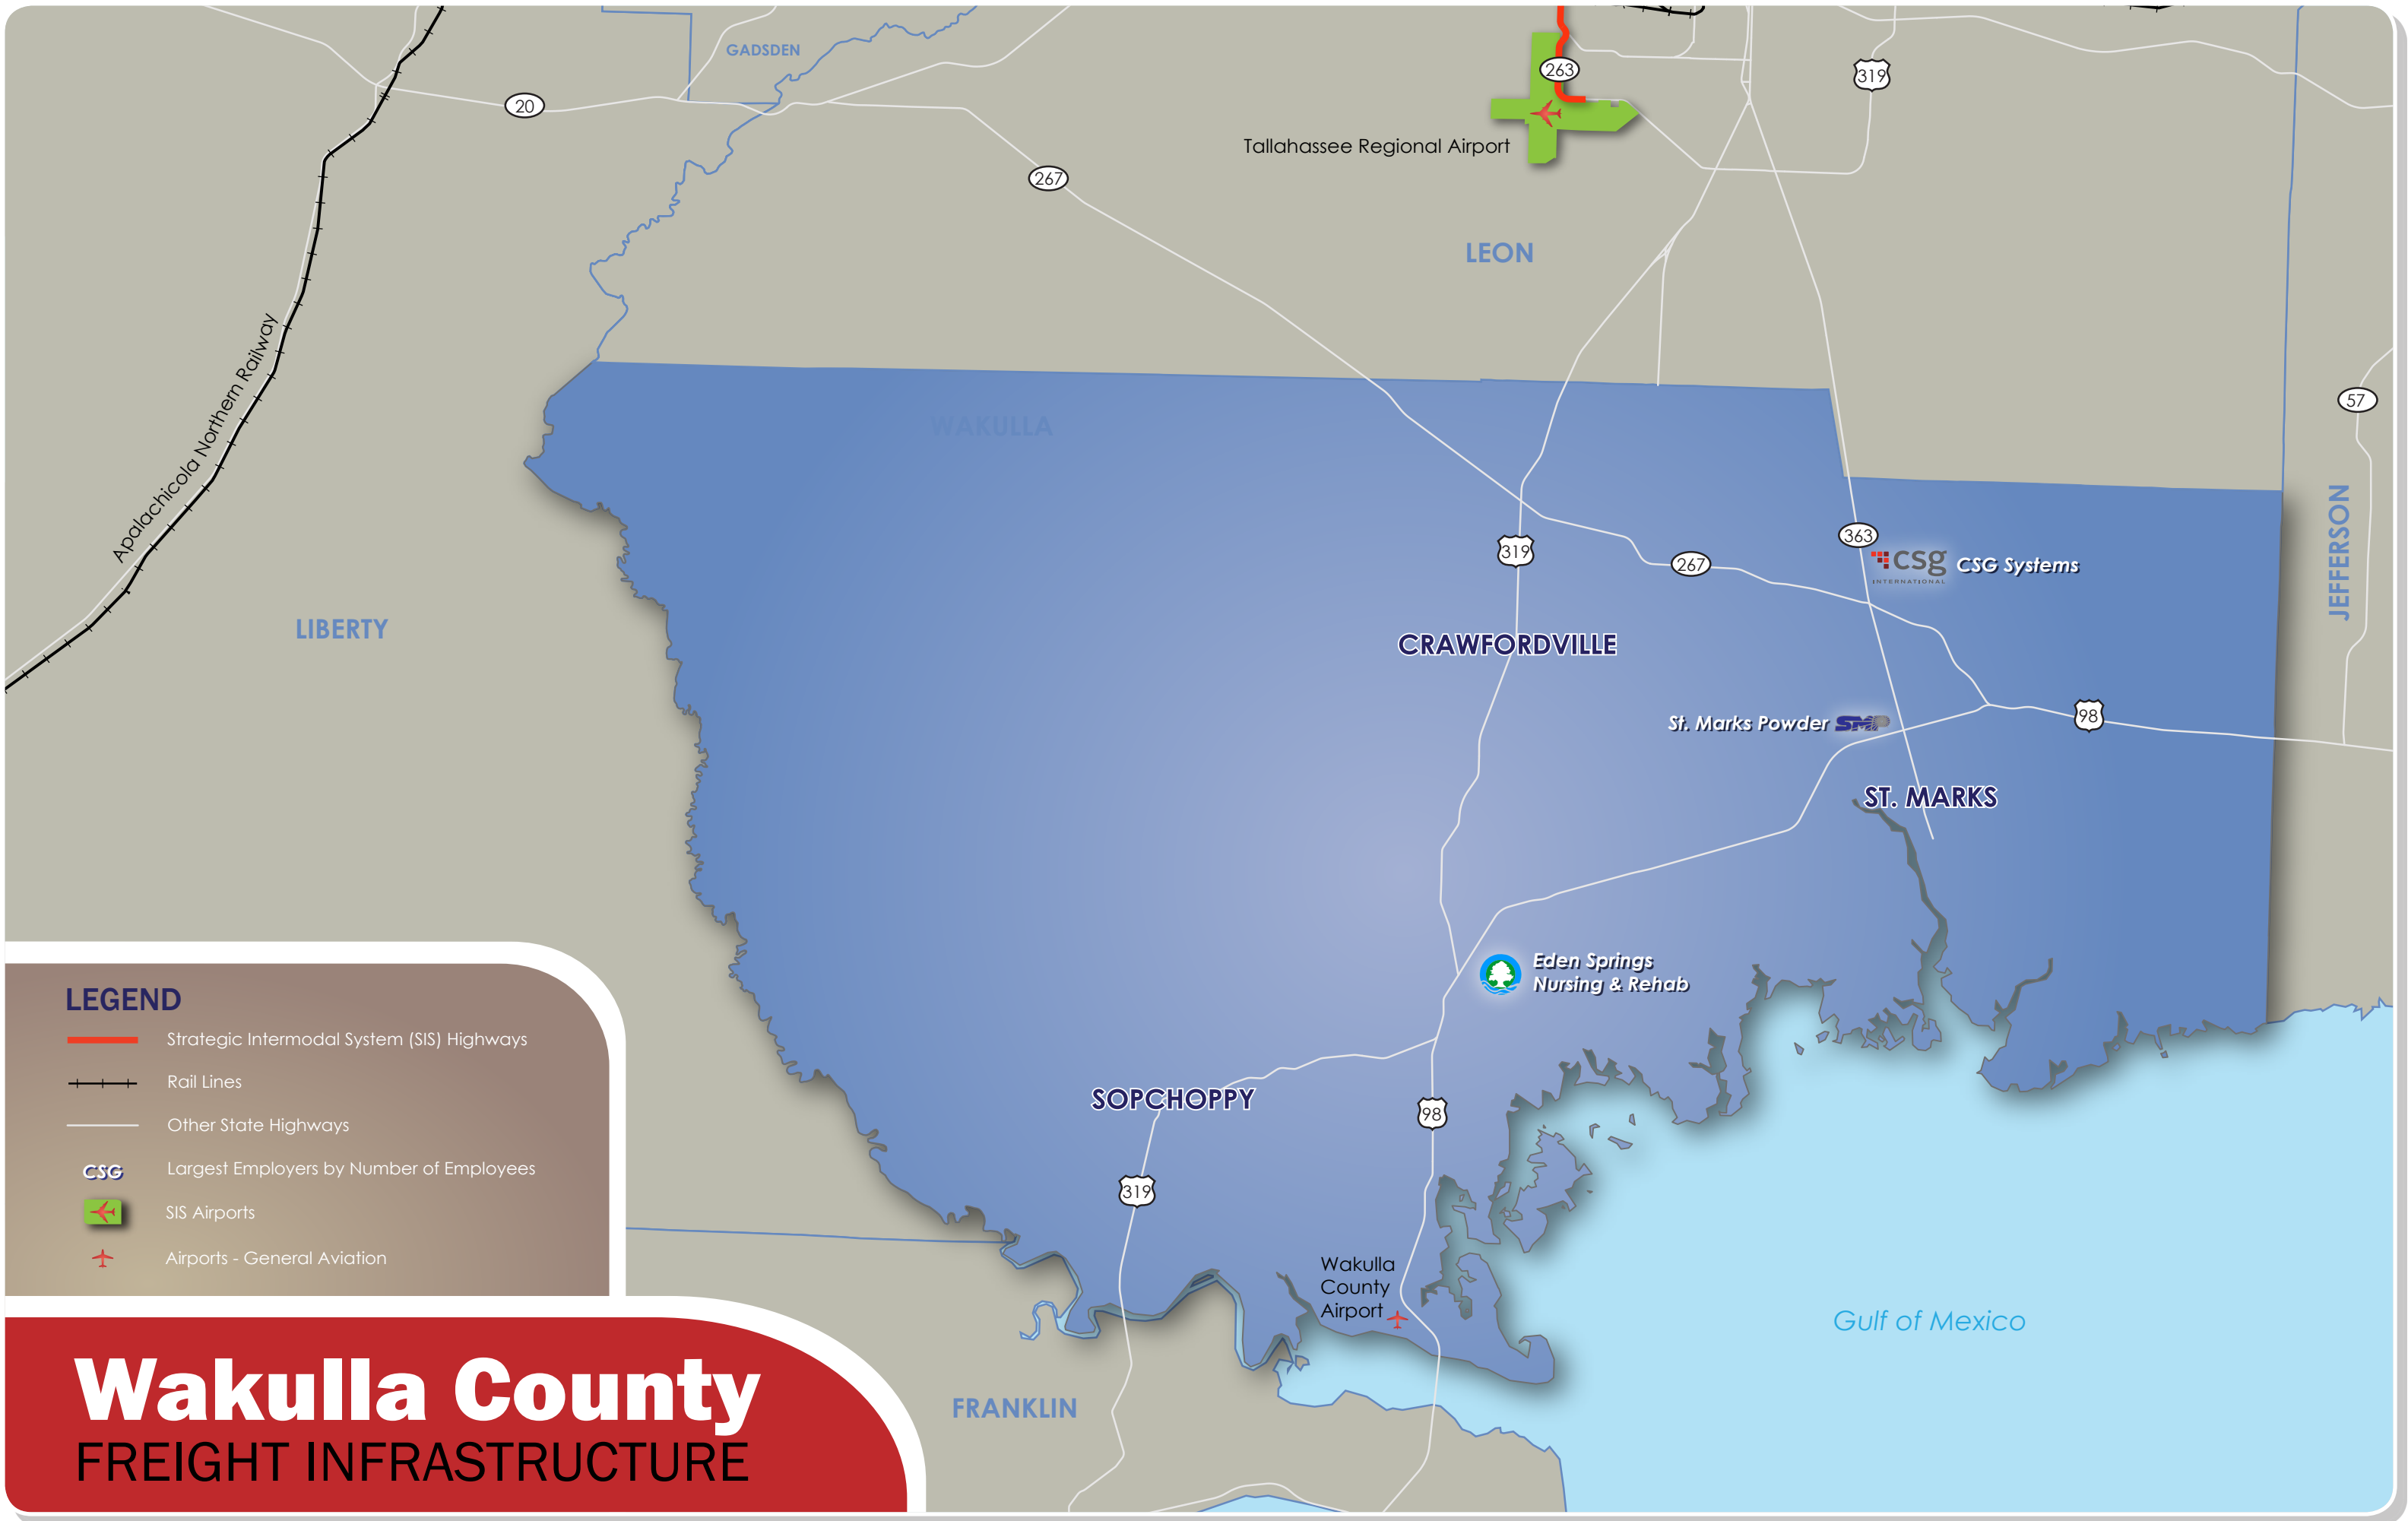 GADSDEN
263
319
20
Tallahassee Regional Airport
267
LEON
Apalachicola Northern Railway
WAKULLA
57
JEFFERSON
363
319
267
csg
INTERNATIONAL
CSG Systems
LIBERTY
CRAWFORDVILLE
St. Marks Powder
SMP
98
ST. MARKS
Eden Springs
Nursing & Rehab
LEGEND
Strategic Intermodal System (SIS) Highways
Rail Lines
Other State Highways
CSG
Largest Employers by Number of Employees
SIS Airports
Airports - General Aviation
SOPCHOPPY
98
319
Wakulla
County
Airport
Gulf of Mexico
FRANKLIN
Wakulla County
FREIGHT INFRASTRUCTURE